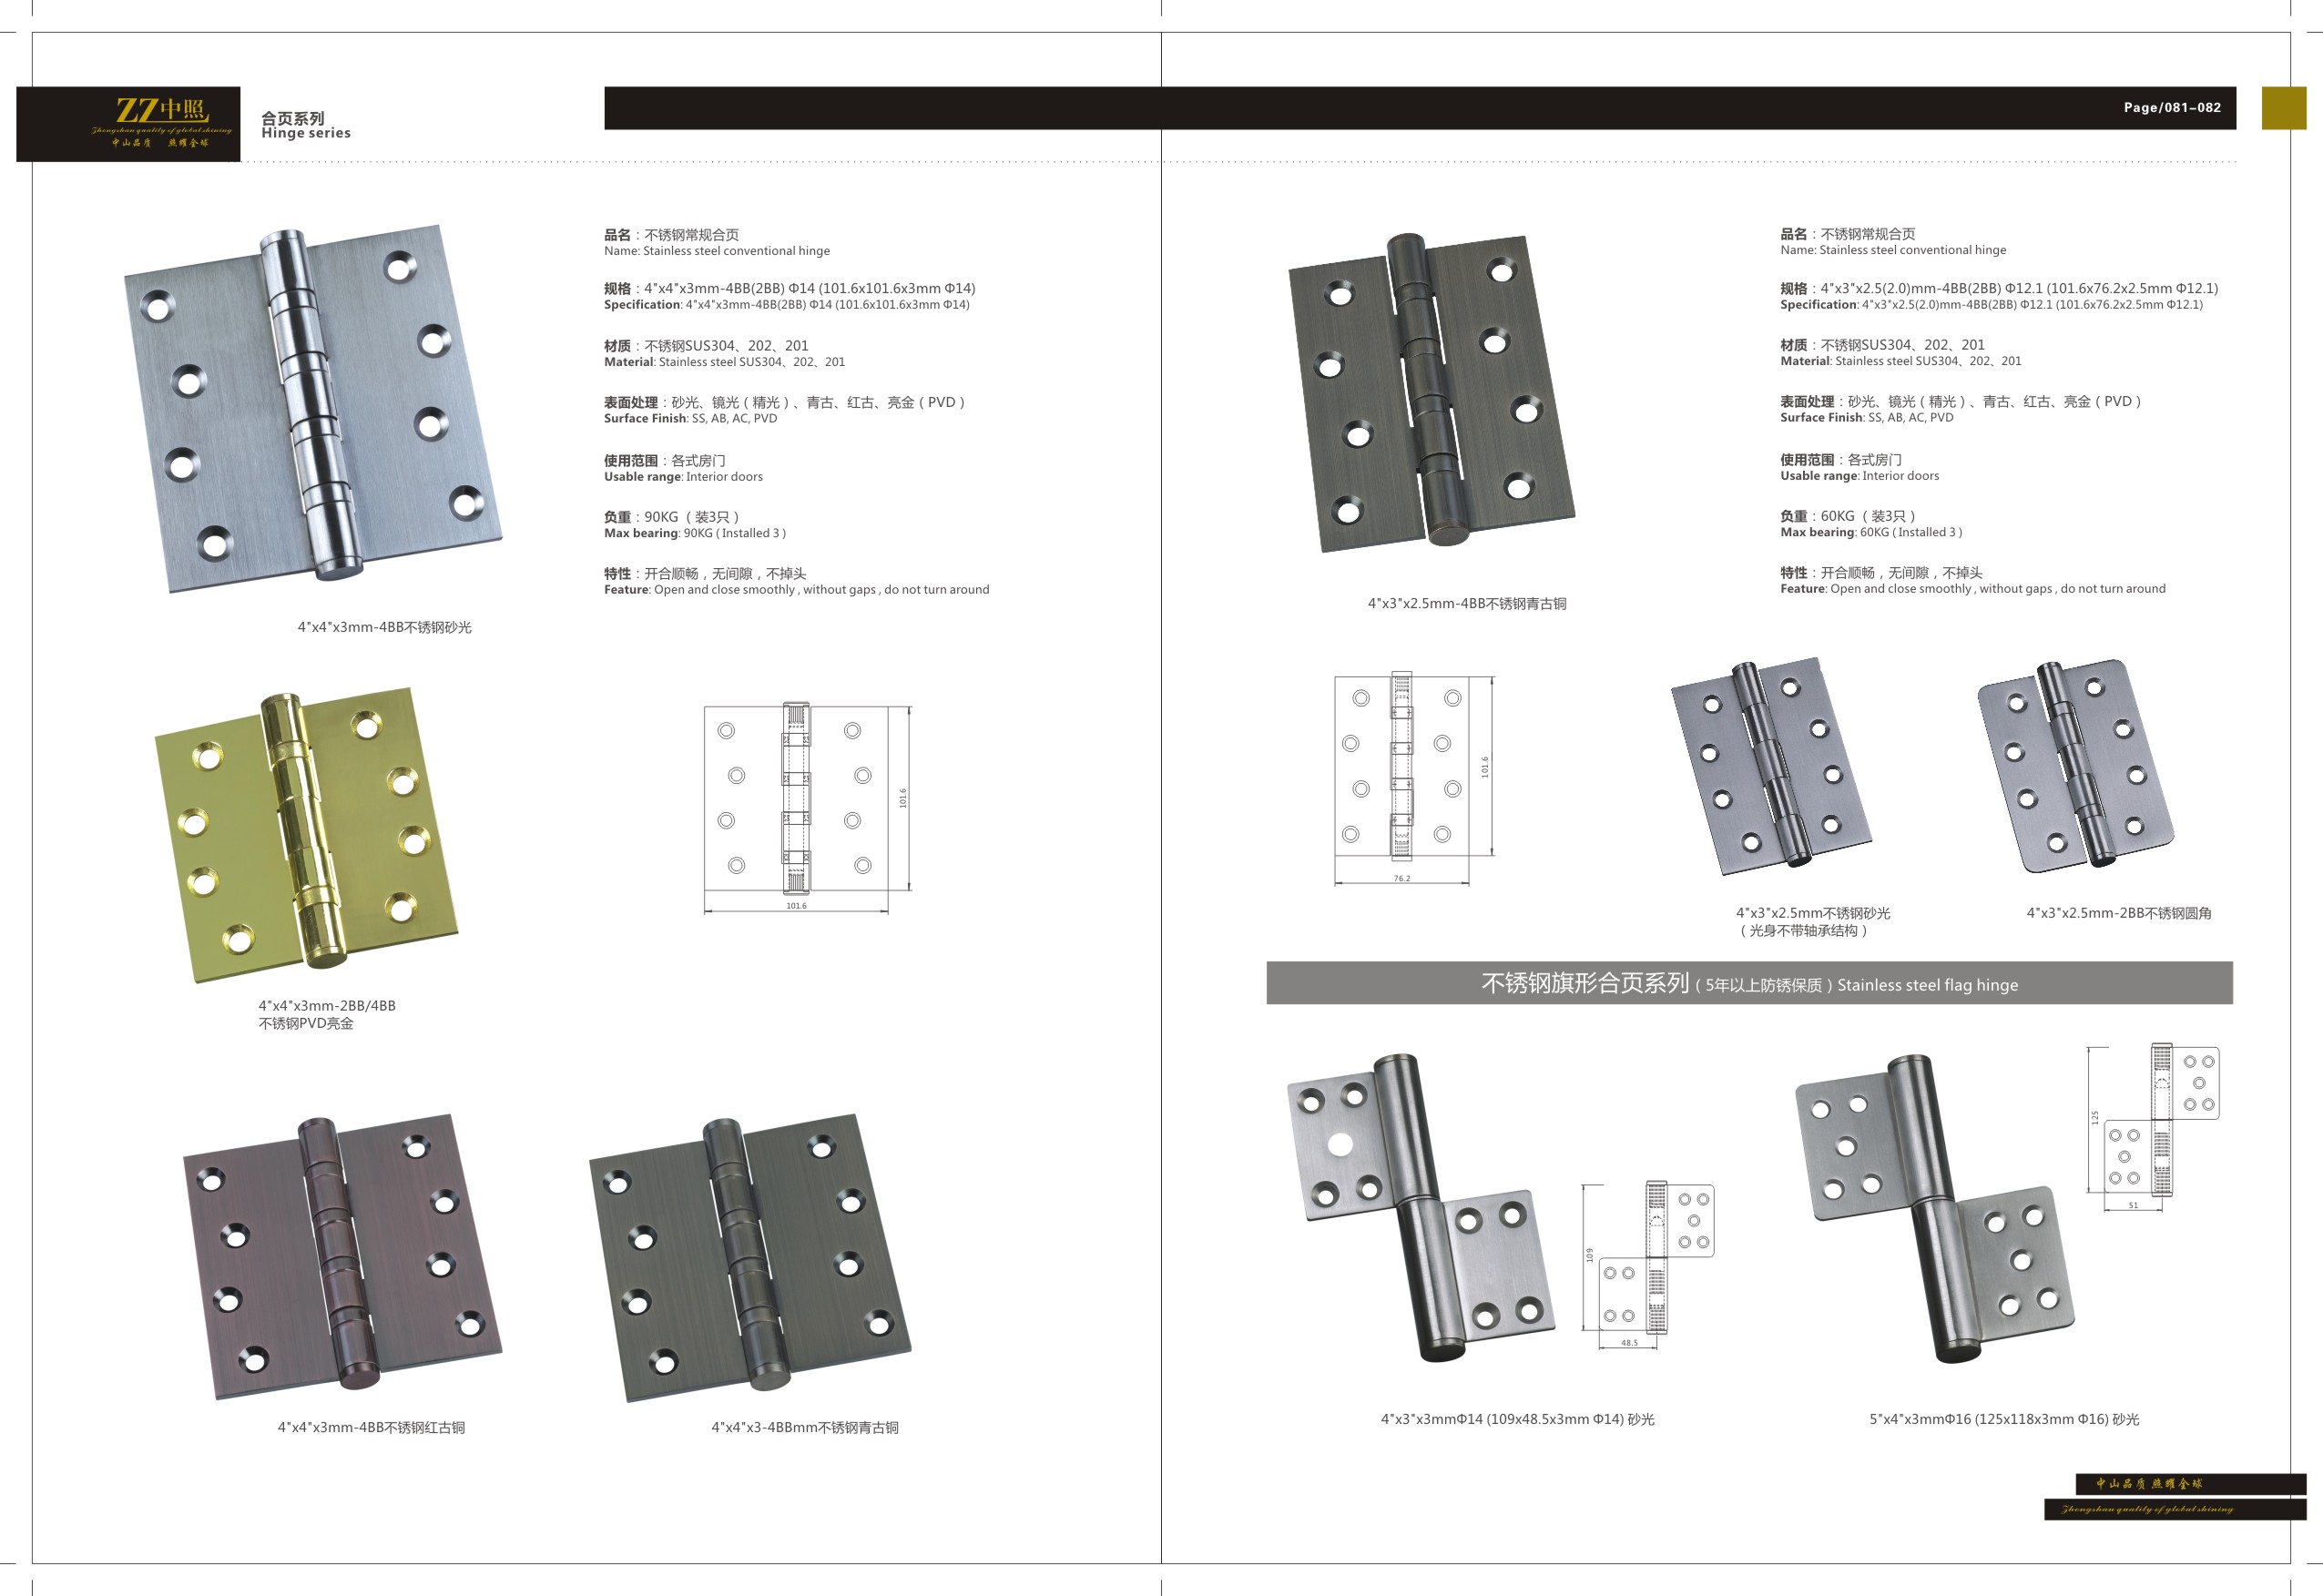 ZZ中照
Zhongshan quality of global shining
中山品质 照耀全球
合页系列
Hinge series
Page/081-082
品名：不锈钢常规合页
Name: Stainless steel conventional hinge
规格：4"x4"x3mm-4BB(2BB) Φ14 (101.6x101.6x3mm Φ14)
Specification: 4"x4"x3mm-4BB(2BB) Φ14 (101.6x101.6x3mm Φ14)
材质：不锈钢SUS304、202、201
Material: Stainless steel SUS304、202、201
表面处理：砂光、镜光（精光）、青古、红古、亮金（PVD）
Surface Finish: SS, AB, AC, PVD
使用范围：各式房门
Usable range: Interior doors
负重：90KG （装3只）
Max bearing: 90KG ( Installed 3 )
特性：开合顺畅，无间隙，不掉头
Feature: Open and close smoothly , without gaps , do not turn around
4"x4"x3mm-4BB不锈钢砂光
101.6
101.6
4"x4"x3mm-2BB/4BB
不锈钢PVD亮金
4"x4"x3mm-4BB不锈钢红古铜
4"x4"x3-4BBmm不锈钢青古铜
品名：不锈钢常规合页
Name: Stainless steel conventional hinge
规格：4"x3"x2.5(2.0)mm-4BB(2BB) Φ12.1 (101.6x76.2x2.5mm Φ12.1)
Specification: 4"x3"x2.5(2.0)mm-4BB(2BB) Φ12.1 (101.6x76.2x2.5mm Φ12.1)
材质：不锈钢SUS304、202、201
Material: Stainless steel SUS304、202、201
表面处理：砂光、镜光（精光）、青古、红古、亮金（PVD）
Surface Finish: SS, AB, AC, PVD
使用范围：各式房门
Usable range: Interior doors
负重：60KG （装3只）
Max bearing: 60KG ( Installed 3 )
特性：开合顺畅，无间隙，不掉头
Feature: Open and close smoothly , without gaps , do not turn around
4"x3"x2.5mm-4BB不锈钢青古铜
101.6
76.2
4"x3"x2.5mm不锈钢砂光
（光身不带轴承结构）
4"x3"x2.5mm-2BB不锈钢圆角
不锈钢旗形合页系列（5年以上防锈保质）Stainless steel flag hinge
109
48.5
125
51
4"x3"x3mmΦ14 (109x48.5x3mm Φ14) 砂光
5"x4"x3mmΦ16 (125x118x3mm Φ16) 砂光
中山品质 照耀全球
Zhongshan quality of global shining